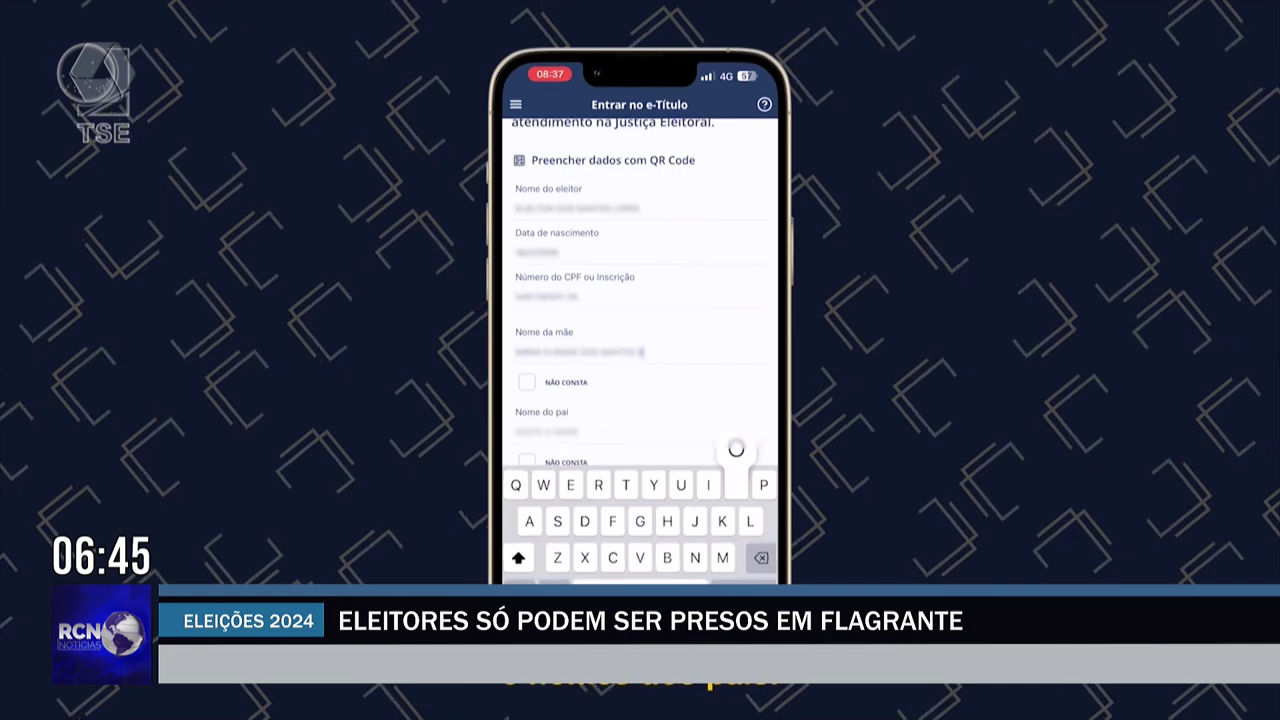 TSE
08:37
4G 57
Entrar no e-Título
atendimento na Justiça Eleitoral.
Preencher dados com QR Code
Nome do eleitor
Data de nascimento
Número do CPF ou Inscrição
Nome da mãe
NÃO CONSTA
Nome do pai
NÃO CONSTA
O
Q W E R T Y U I P
A S D F G H J K L
Z X C V B N M
06:45
RCN
NOTÍCIAS
ELEIÇÕES 2024
ELEITORES SÓ PODEM SER PRESOS EM FLAGRANTE